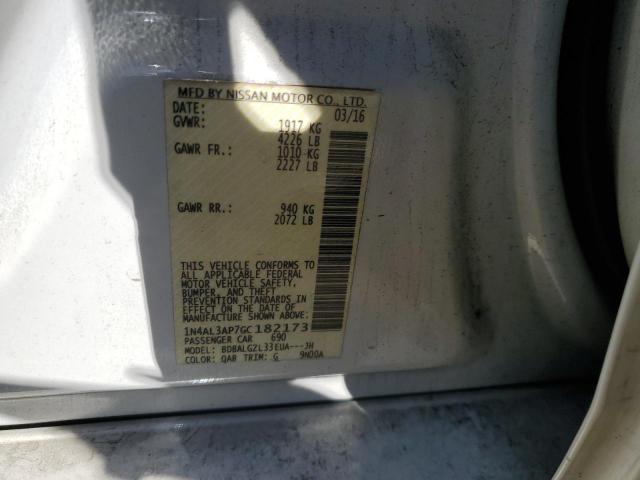 MFD BY NISSAN MOTOR CO., LTD.
DATE: 03/16
GVWR: 1917 KG
4226 LB
GAWR FR.: 1010 KG
2227 LB
GAWR RR.: 940 KG
2072 LB
THIS VEHICLE CONFORMS TO
ALL APPLICABLE FEDERAL
MOTOR VEHICLE SAFETY,
BUMPER, AND THEFT
PREVENTION STANDARDS IN
EFFECT ON THE DATE OF
MANUFACTURE SHOWN ABOVE.
1N4AL3AP7GC182173
PASSENGER CAR 690
MODEL: BDBALGZL33EUA---JH
COLOR: QAB TRIM: G 9N00A